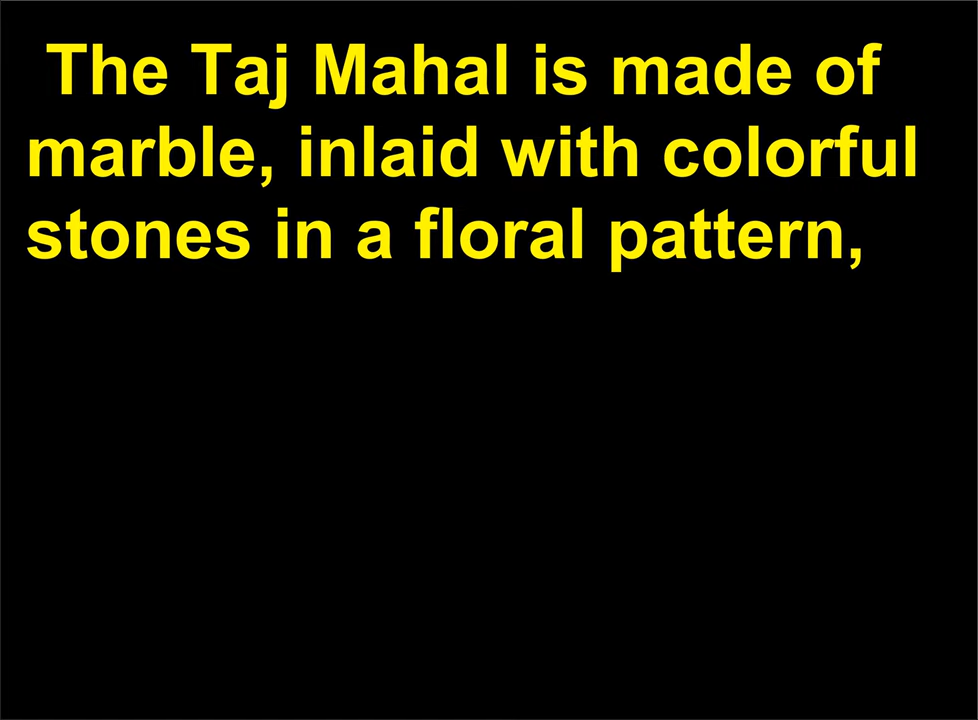 The Taj Mahal is made of
marble, inlaid with colorful
stones in a floral pattern,